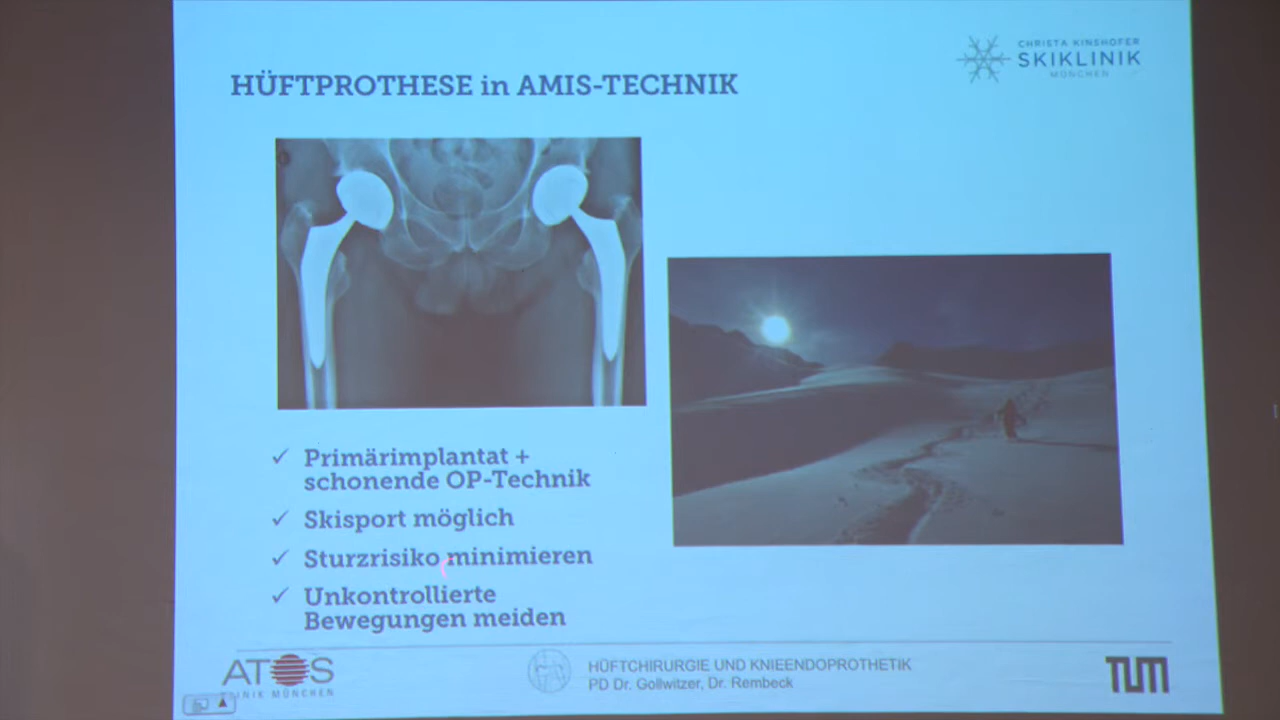 CHRISTA KINSHOFER
SKIKLINIK
MÜNCHEN
HÜFTPROTHESE in AMIS-TECHNIK
✓ Primärimplantat +
schonende OP-Technik
✓ Skisport möglich
✓ Sturzrisiko minimieren
✓ Unkontrollierte
Bewegungen meiden
ATOS
KLINIK MÜNCHEN
HÜFTCHIRURGIE UND KNIEENDOPROTHETIK
PD Dr. Gollwitzer, Dr. Rembeck
TUM